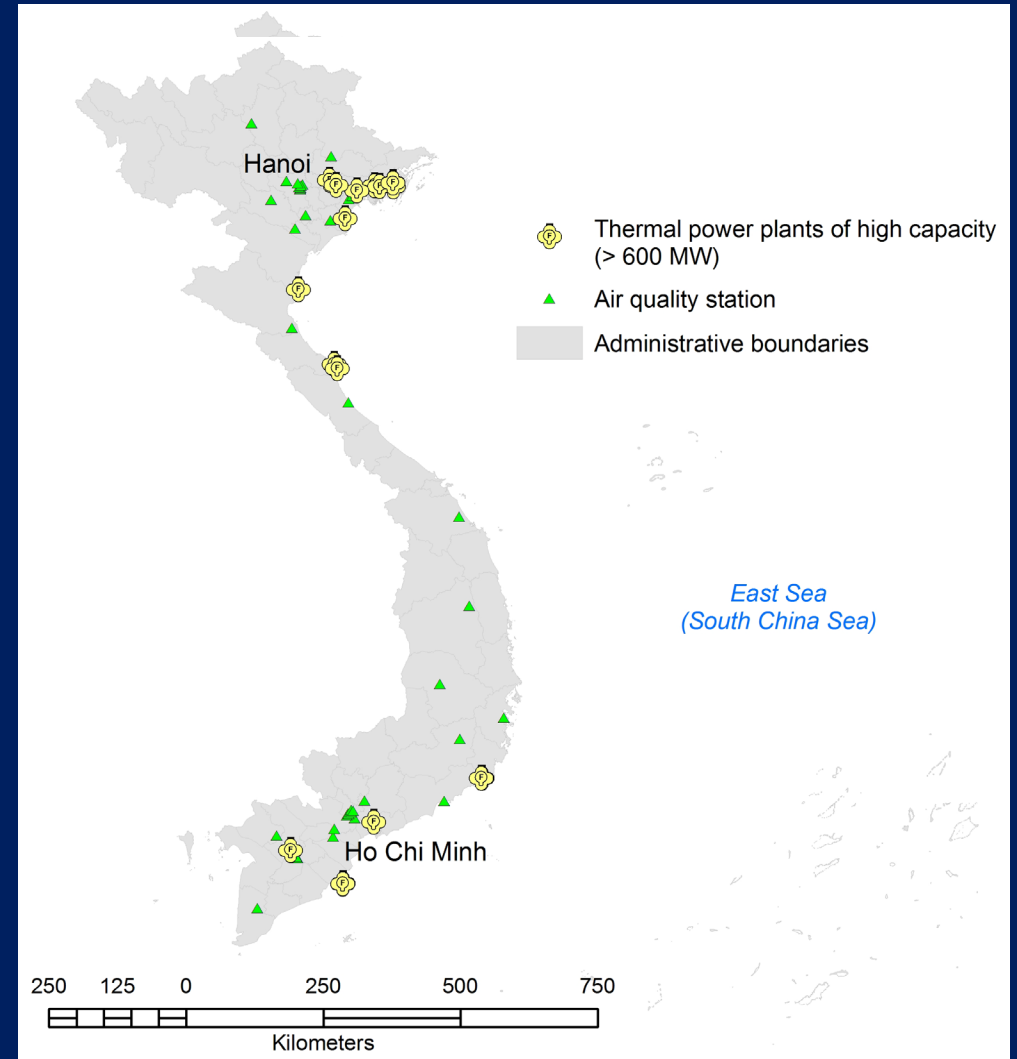 Hanoi
Thermal power plants of high capacity
(> 600 MW)
Air quality station
Administrative boundaries
East Sea
(South China Sea)
Ho Chi Minh
250 125 0 250 500 750
Kilometers